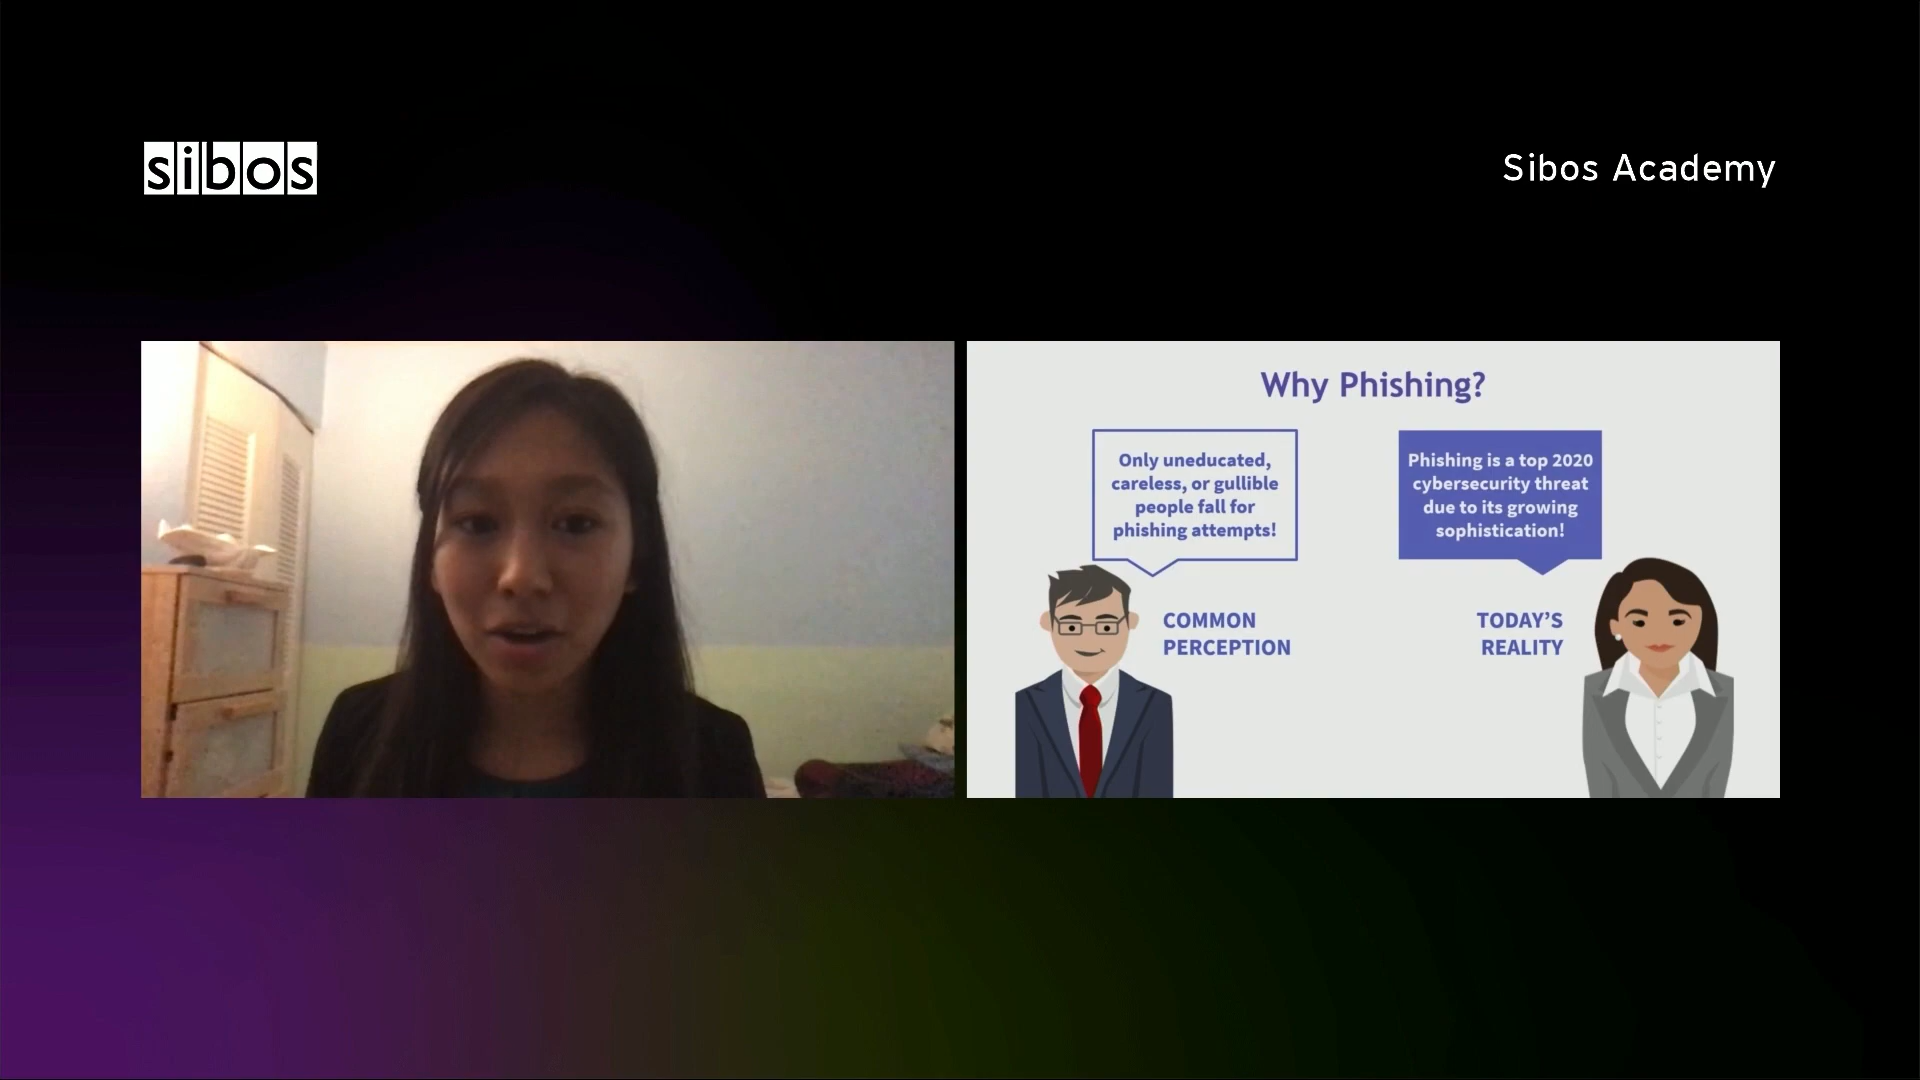 sibos
Sibos Academy
Why Phishing?
Only uneducated,
careless, or gullible
people fall for
phishing attempts!
Phishing is a top 2020
cybersecurity threat
due to its growing
sophistication!
COMMON
PERCEPTION
TODAY'S
REALITY